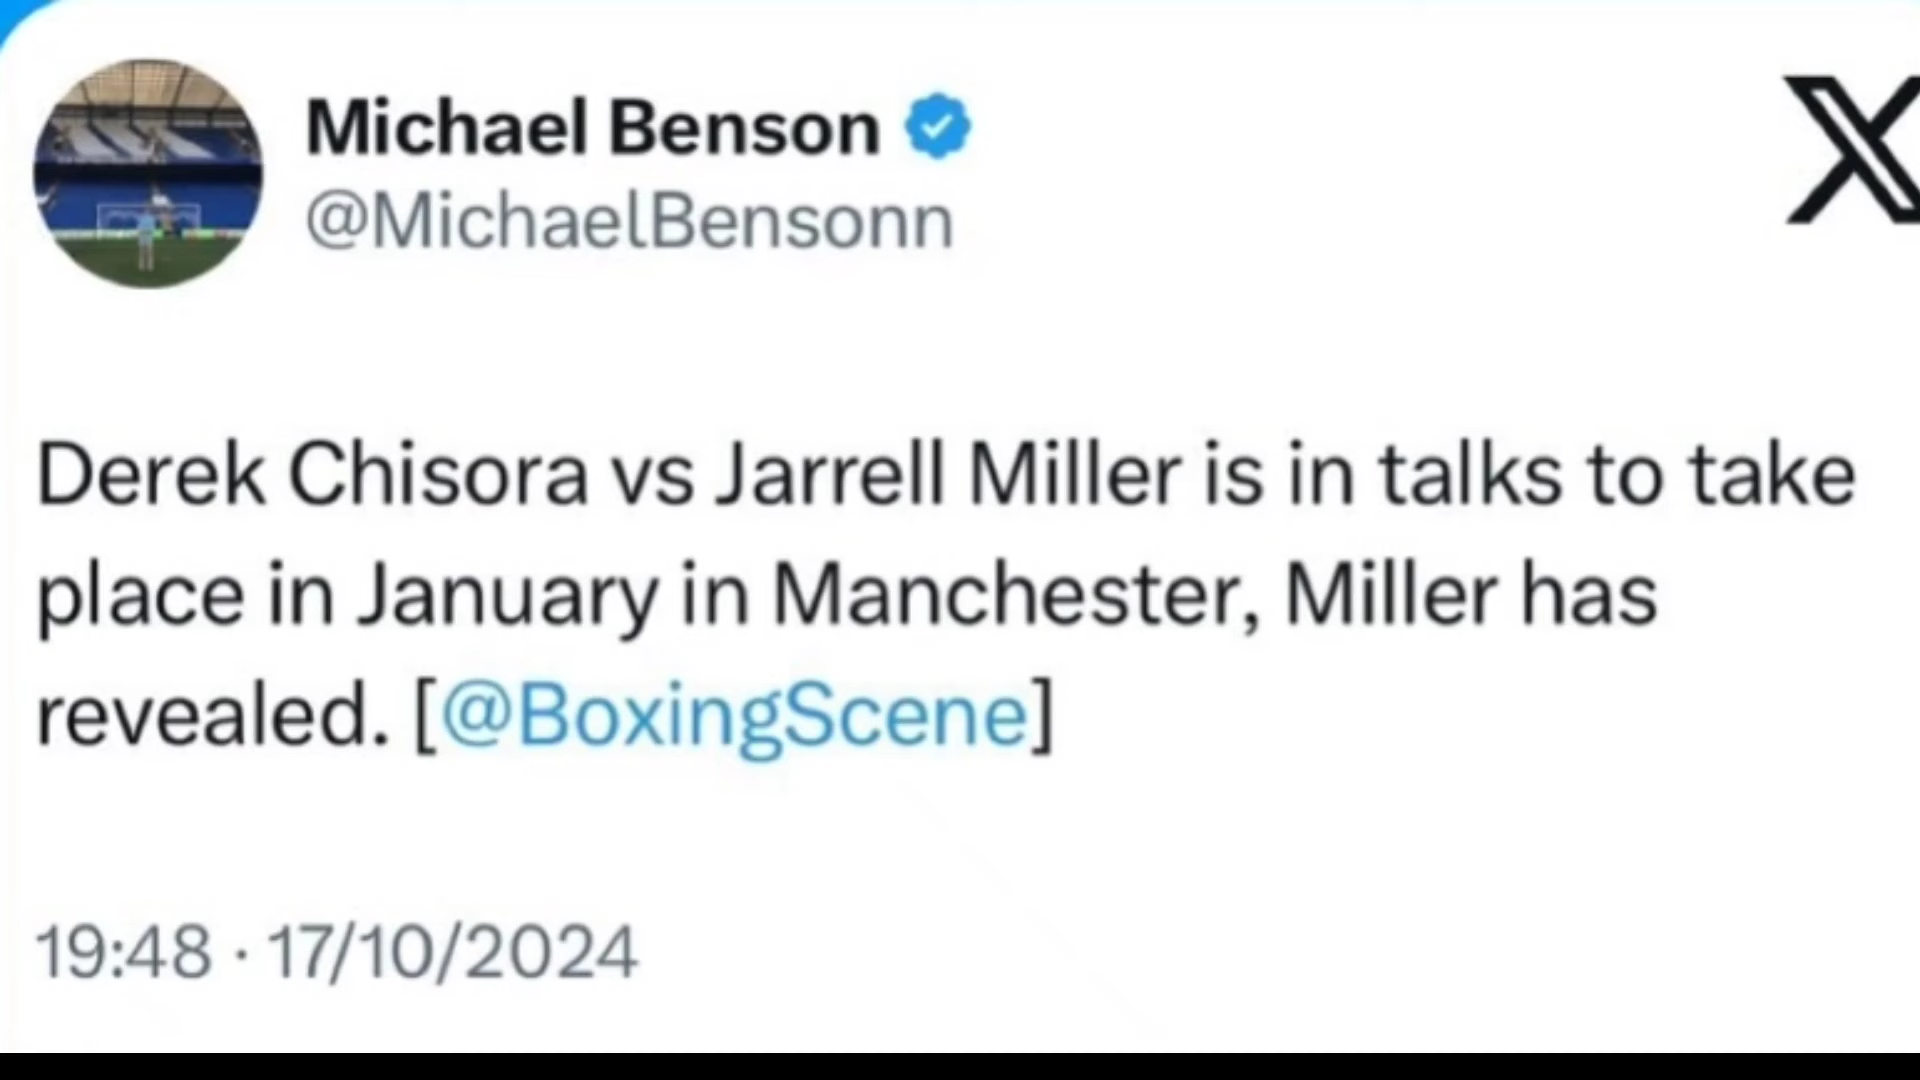 Michael Benson
@MichaelBensonn
Derek Chisora vs Jarrell Miller is in talks to take
place in January in Manchester, Miller has
revealed. [@BoxingScene]
19:48 · 17/10/2024